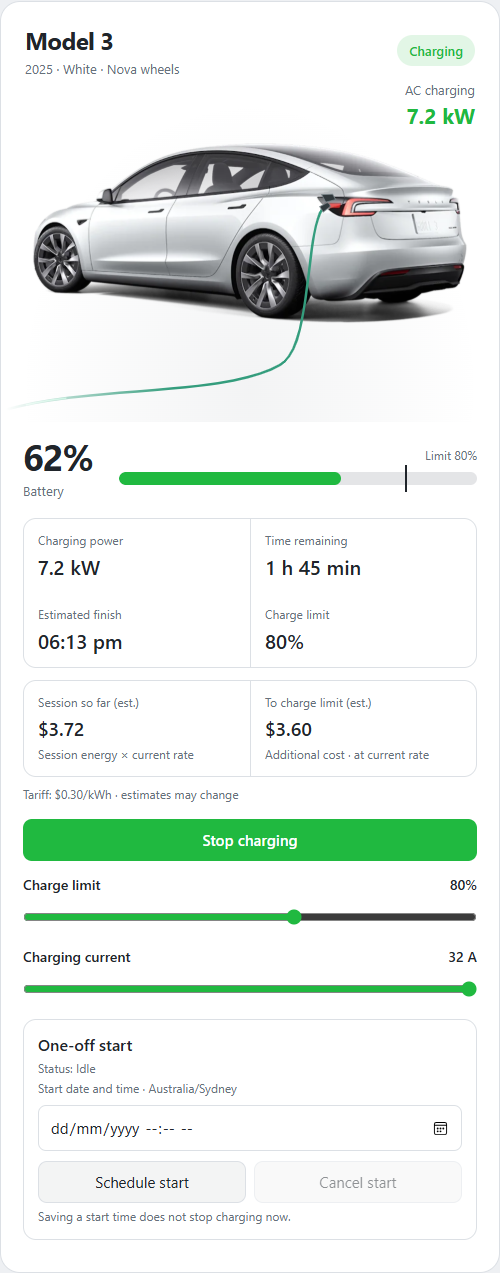 Model 3
2025 · White · Nova wheels
Charging
AC charging
7.2 kW
62%
Battery
Limit 80%
Charging power
7.2 kW
Time remaining
1 h 45 min
Estimated finish
06:13 pm
Charge limit
80%
Session so far (est.)
$3.72
Session energy × current rate
To charge limit (est.)
$3.60
Additional cost · at current rate
Tariff: $0.30/kWh · estimates may change
Stop charging
Charge limit 80%
Charging current 32 A
One-off start
Status: Idle
Start date and time · Australia/Sydney
dd/mm/yyyy --:-- --
Schedule start
Cancel start
Saving a start time does not stop charging now.